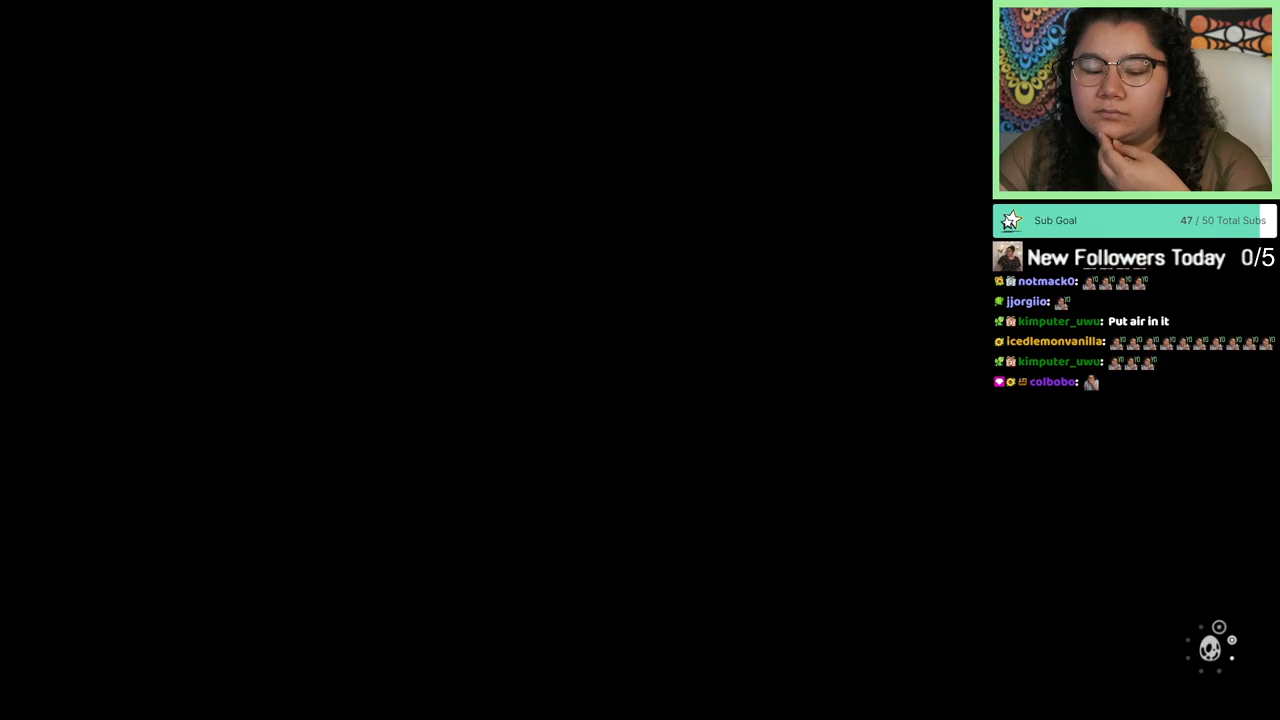 Sub Goal 47 / 50 Total Subs
New Followers Today 0/5
notmack0:
jjorgiio:
kimputer_uwu: Put air in it
icedlemonvanilla:
kimputer_uwu:
colbobo: